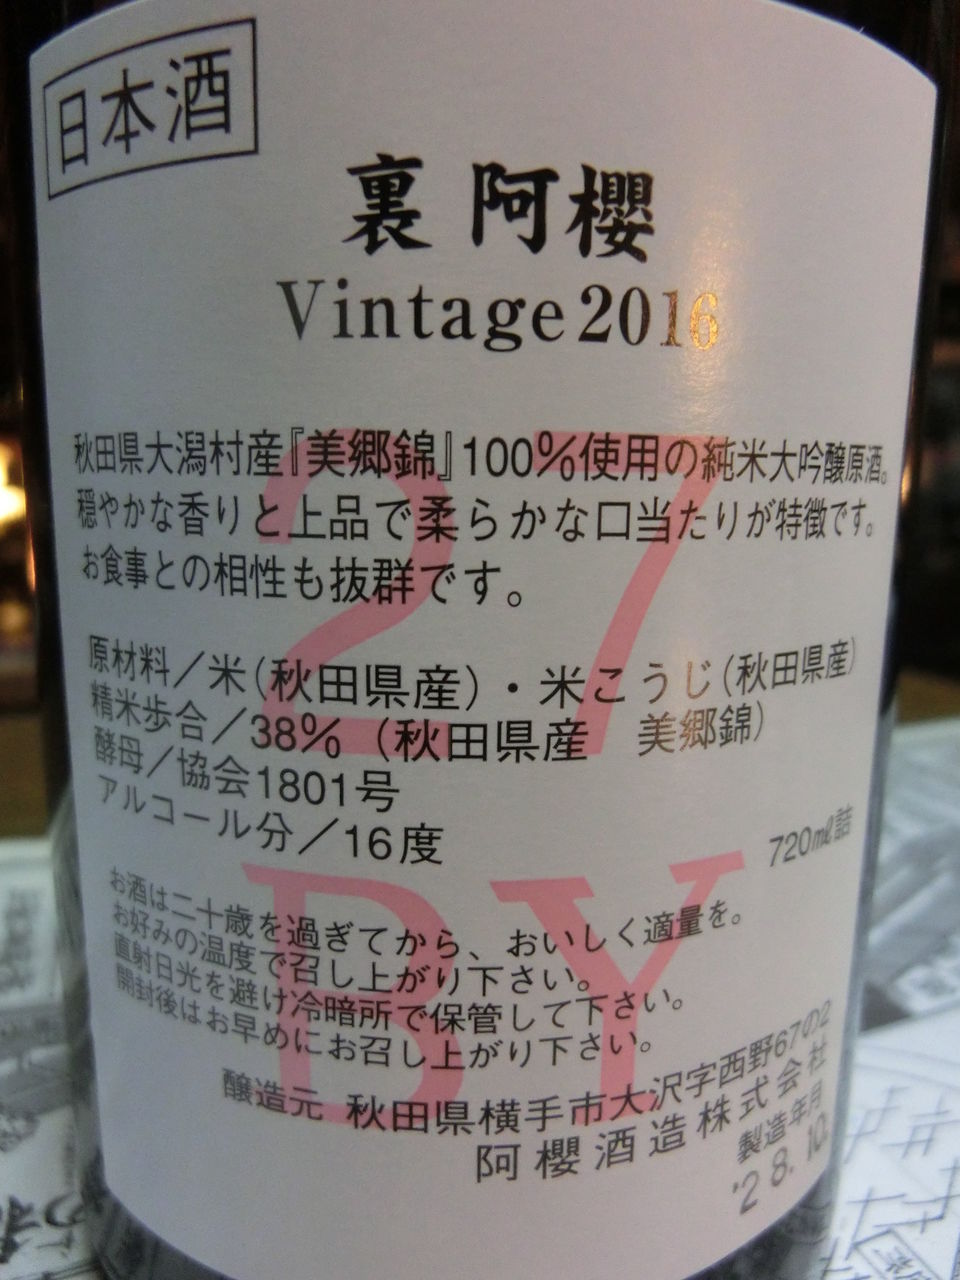 日本酒
裏 阿櫻
Vintage2016
秋田県大潟村産『美郷錦』100%使用の純米大吟醸原酒。
穏やかな香りと上品で柔らかな口当たりが特徴です。
お食事との相性も抜群です。
27
原材料／米（秋田県産）・米こうじ（秋田県産）
精米歩合／38%（秋田県産　美郷錦）
酵母／協会1801号
アルコール分／16度
720㎖詰
BY
お酒は二十歳を過ぎてから、おいしく適量を。
お好みの温度で召し上がり下さい。
直射日光を避け冷暗所で保管して下さい。
開封後はお早めにお召し上がり下さい。
醸造元 秋田県横手市大沢字西野67の2
阿櫻酒造株式会社
製造年月
'28.10.